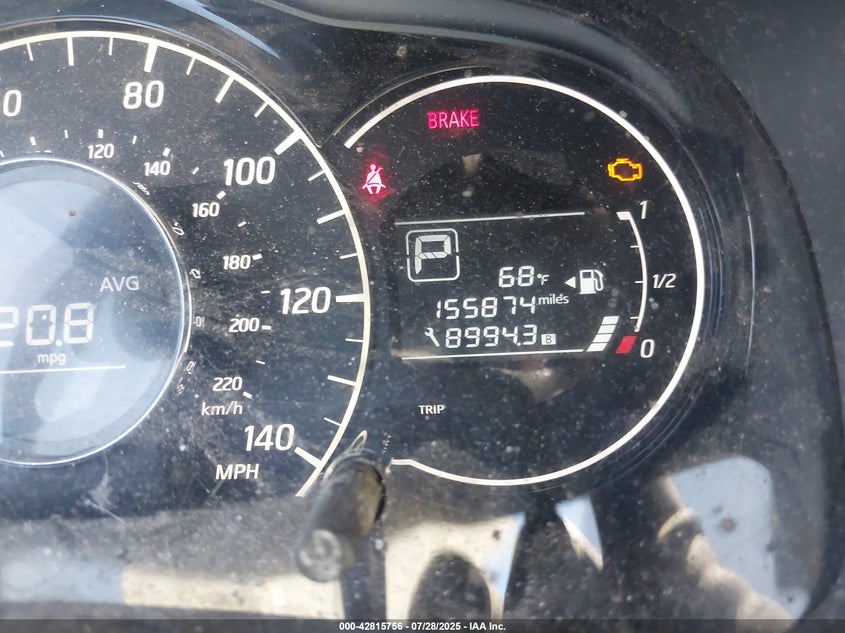 80
100
120
140
MPH
120
140
160
180
200
220
km/h
AVG
20.8
mpg
BRAKE
P
68°F
155874 miles
8994.3 B
TRIP
1
1/2
0
000-42815756 - 07/28/2025 - IAA Inc.